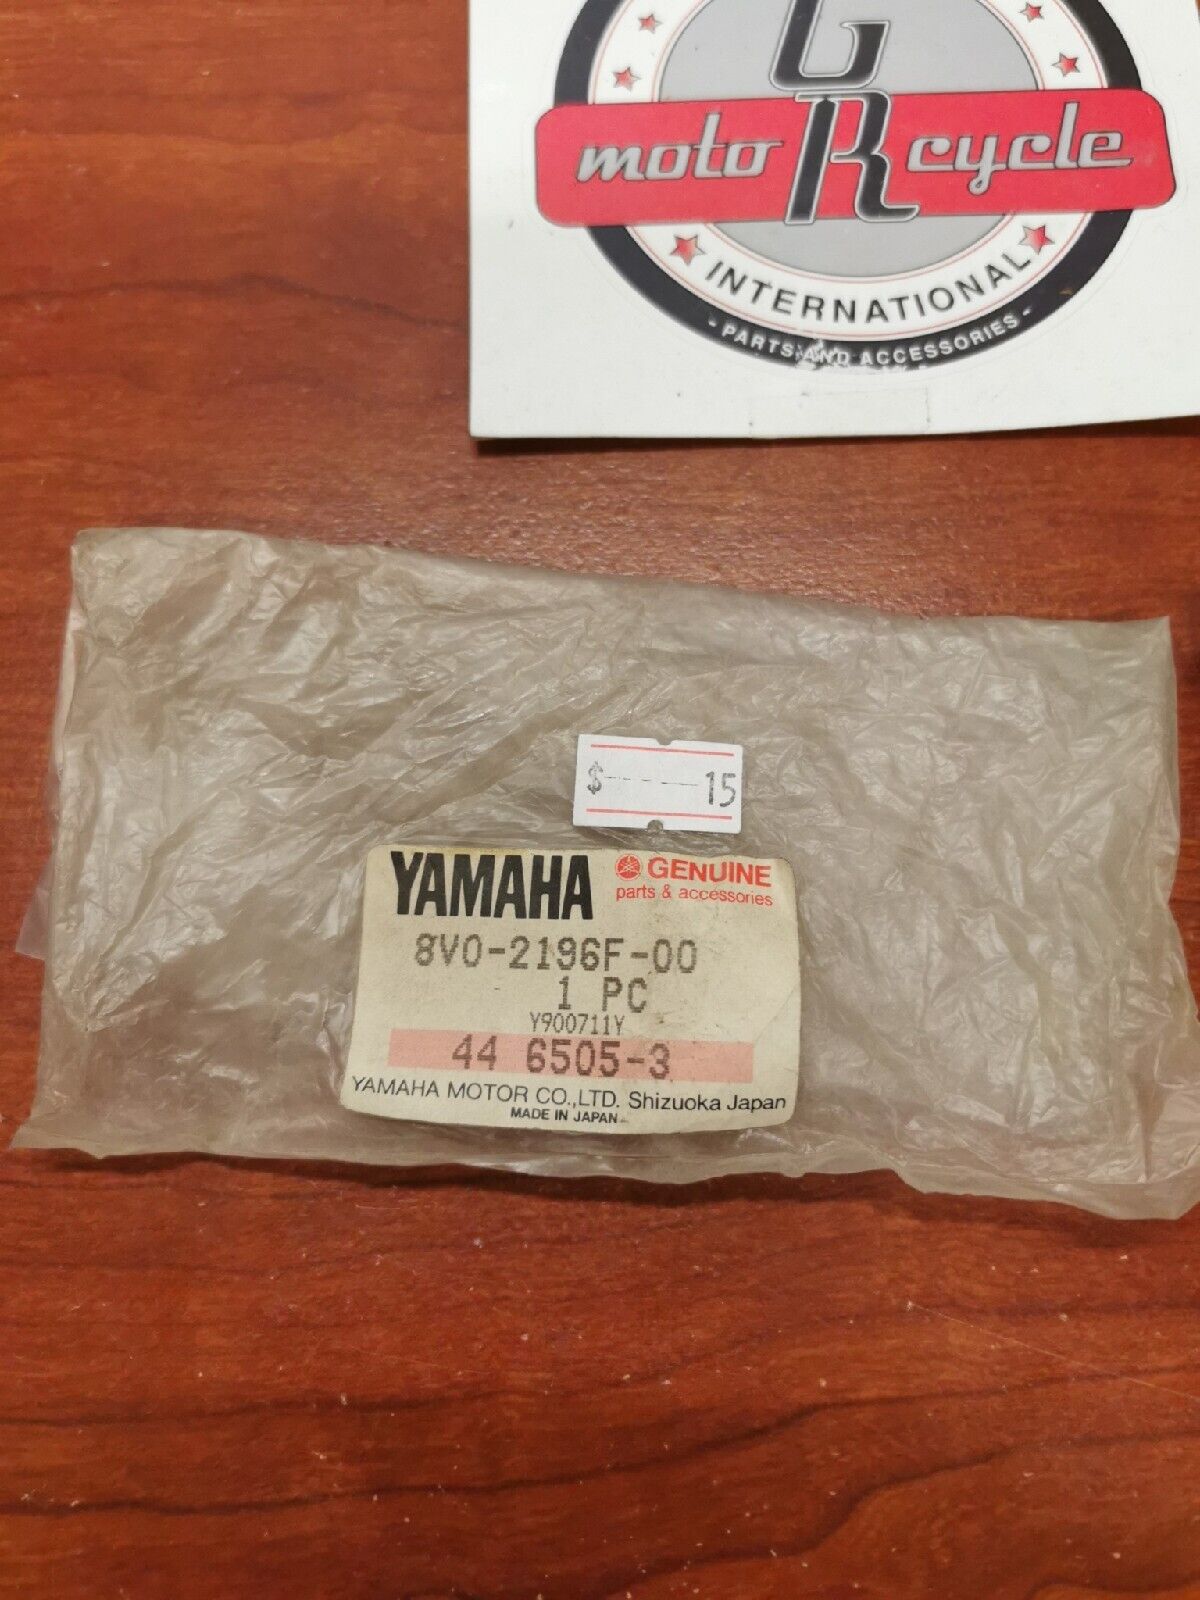 GR
motoRcycle
INTERNATIONAL
- PARTS AND ACCESSORIES -
$ ------- 15
YAMAHA GENUINE
parts & accessories
8V0-2196F-00
1 PC
Y900711Y
44 6505-3
YAMAHA MOTOR CO.,LTD. Shizuoka Japan
MADE IN JAPAN